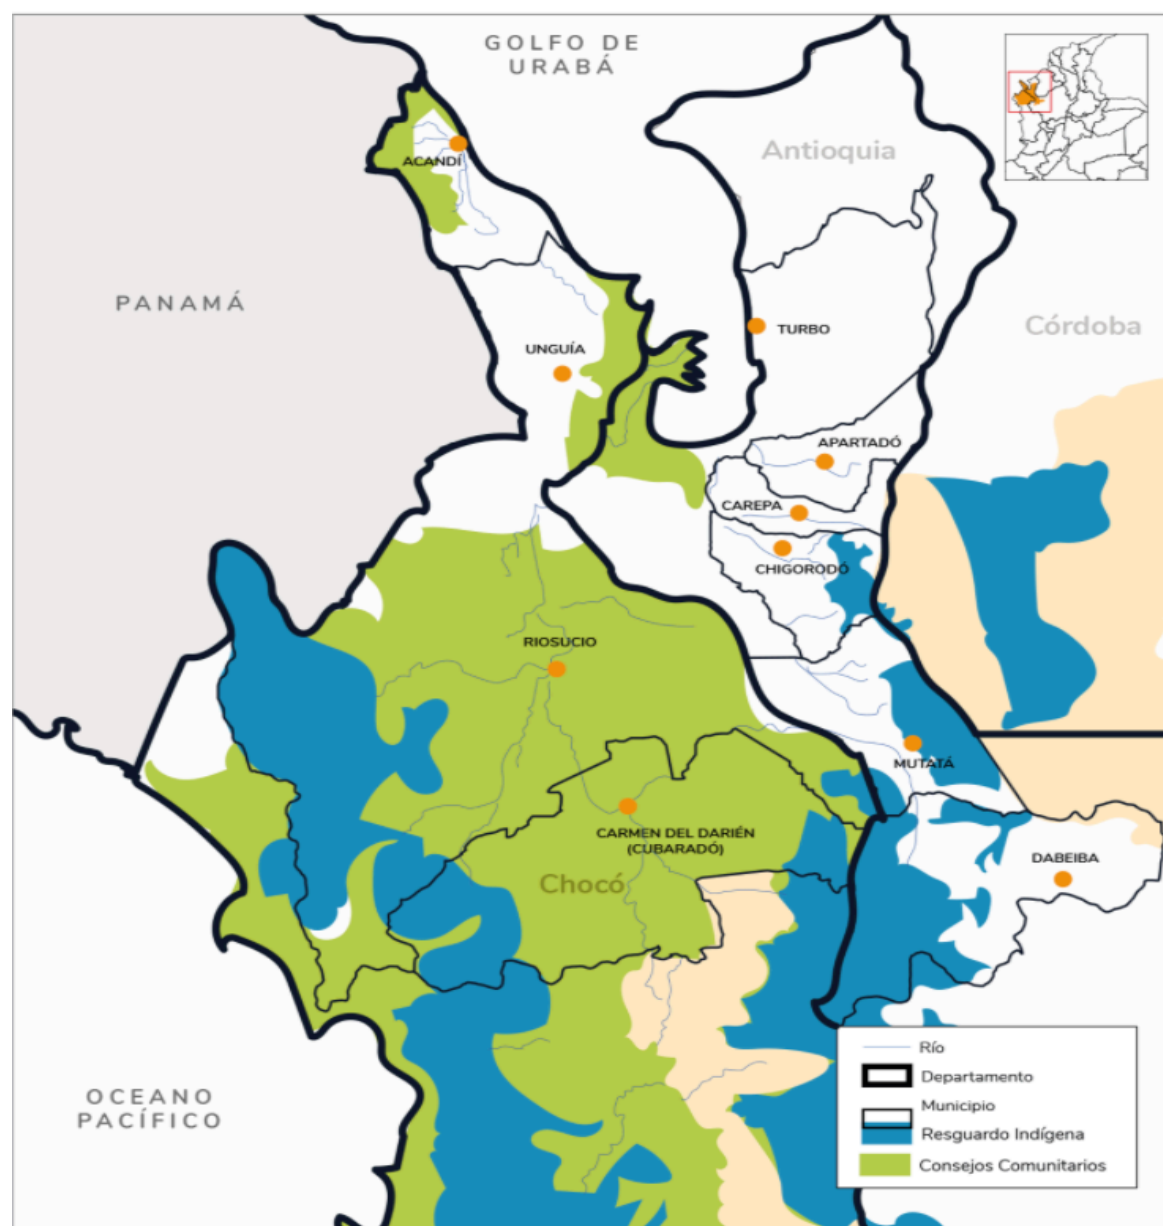 GOLFO DE
URABÁ
Antioquia
ACANDÍ
PANAMÁ
Córdoba
TURBO
UNGUÍA
APARTADÓ
CAREPA
CHIGORODÓ
RIOSUCIO
MUTATÁ
CARMEN DEL DARIÉN
(CUBARADÓ)
DABEIBA
Chocó
OCEANO
PACÍFICO
Río
Departamento
Municipio
Resguardo Indígena
Consejos Comunitarios